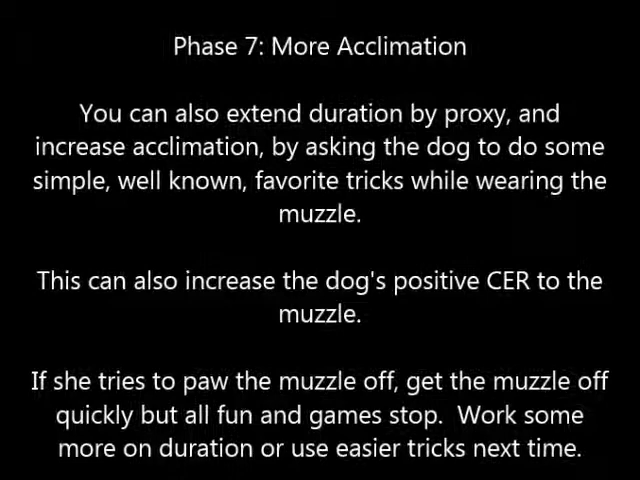 Phase 7: More Acclimation
You can also extend duration by proxy, and
increase acclimation, by asking the dog to do some
simple, well known, favorite tricks while wearing the
muzzle.
This can also increase the dog's positive CER to the
muzzle.
If she tries to paw the muzzle off, get the muzzle off
quickly but all fun and games stop.  Work some
more on duration or use easier tricks next time.